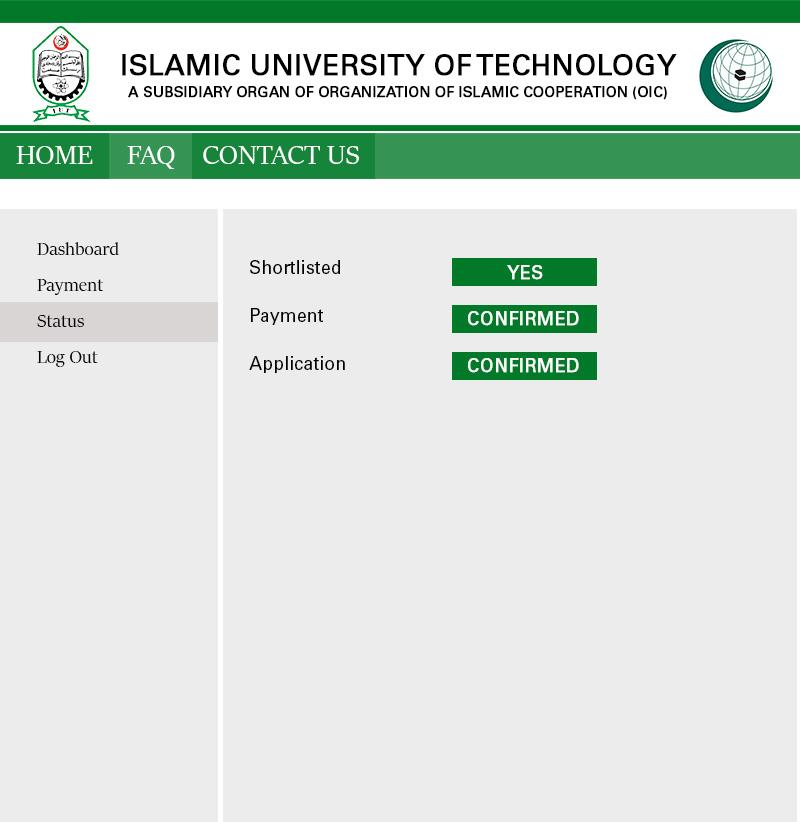 ISLAMIC UNIVERSITY OF TECHNOLOGY
A SUBSIDIARY ORGAN OF ORGANIZATION OF ISLAMIC COOPERATION (OIC)
IUT
HOME FAQ CONTACT US
Dashboard
Payment
Status
Log Out
Shortlisted YES
Payment CONFIRMED
Application CONFIRMED